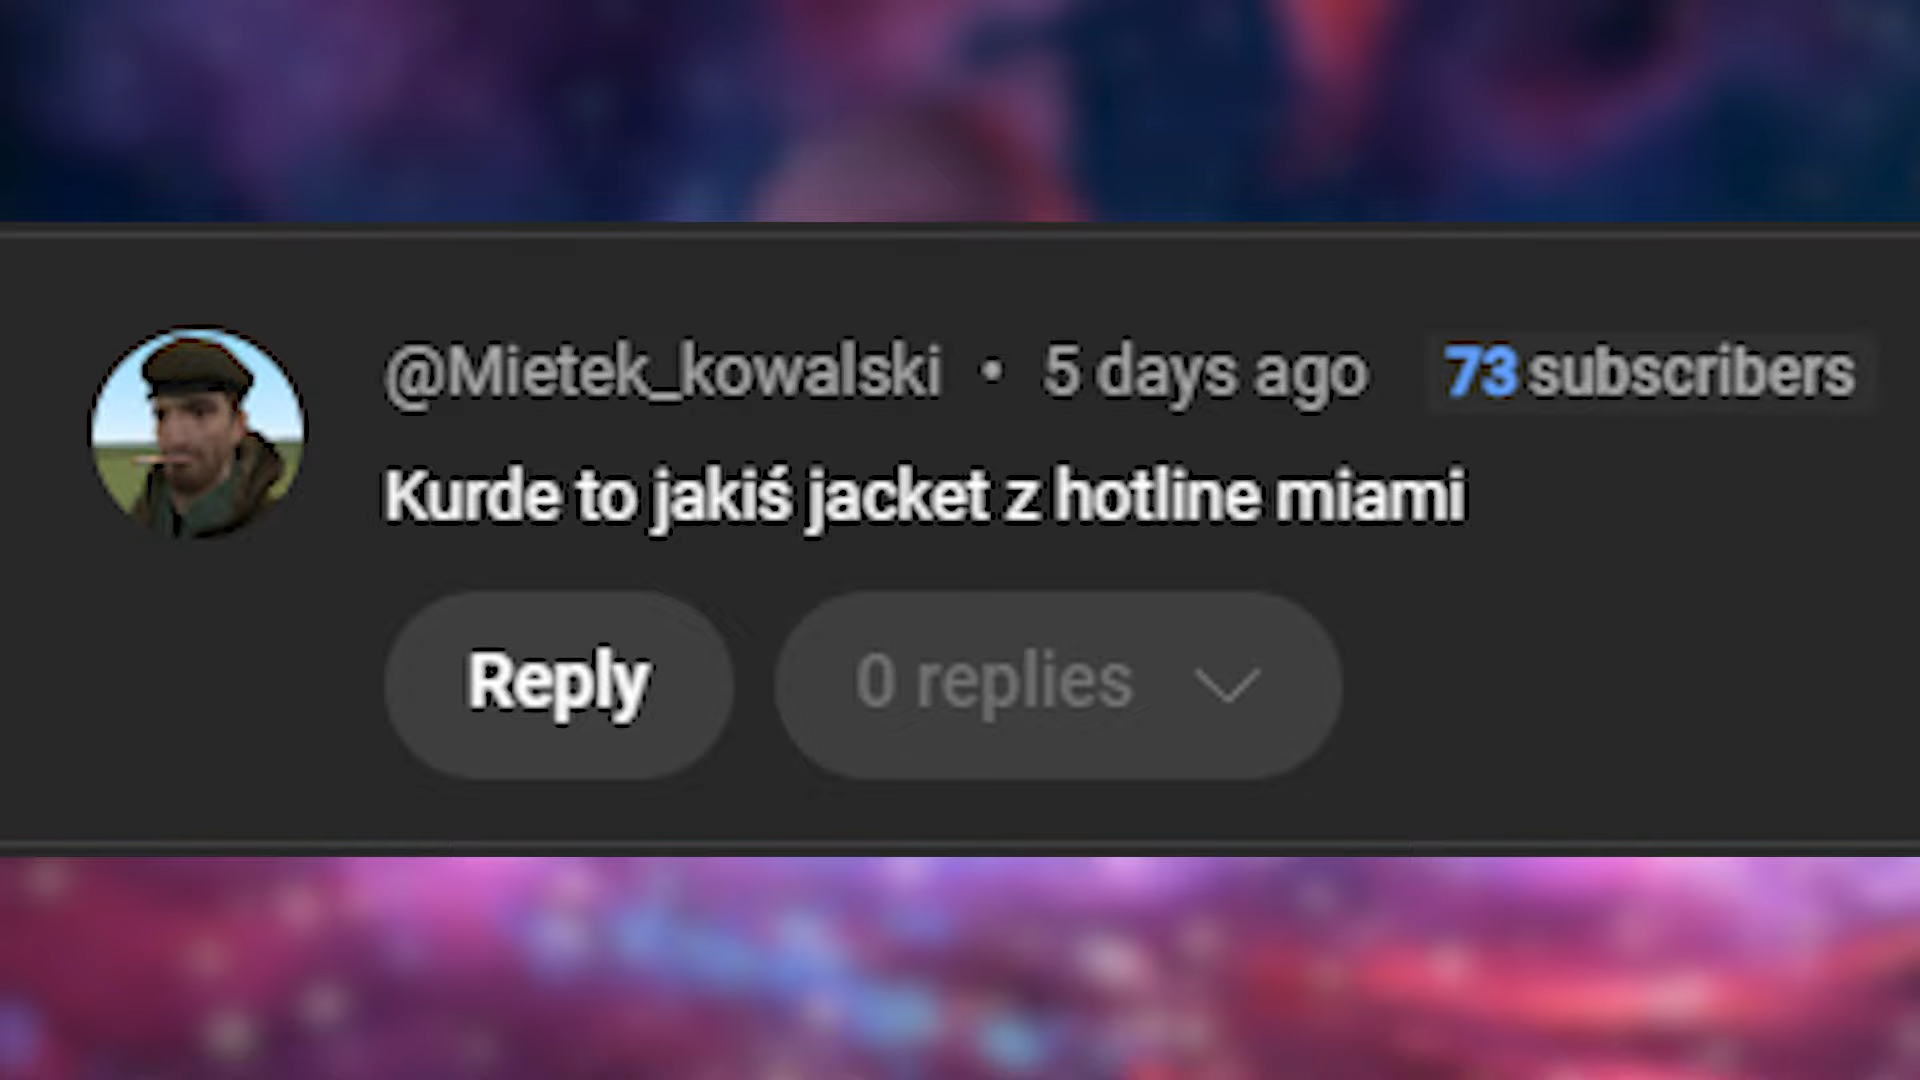 @Mietek_kowalski • 5 days ago 73 subscribers
Kurde to jakiś jacket z hotline miami
Reply 0 replies